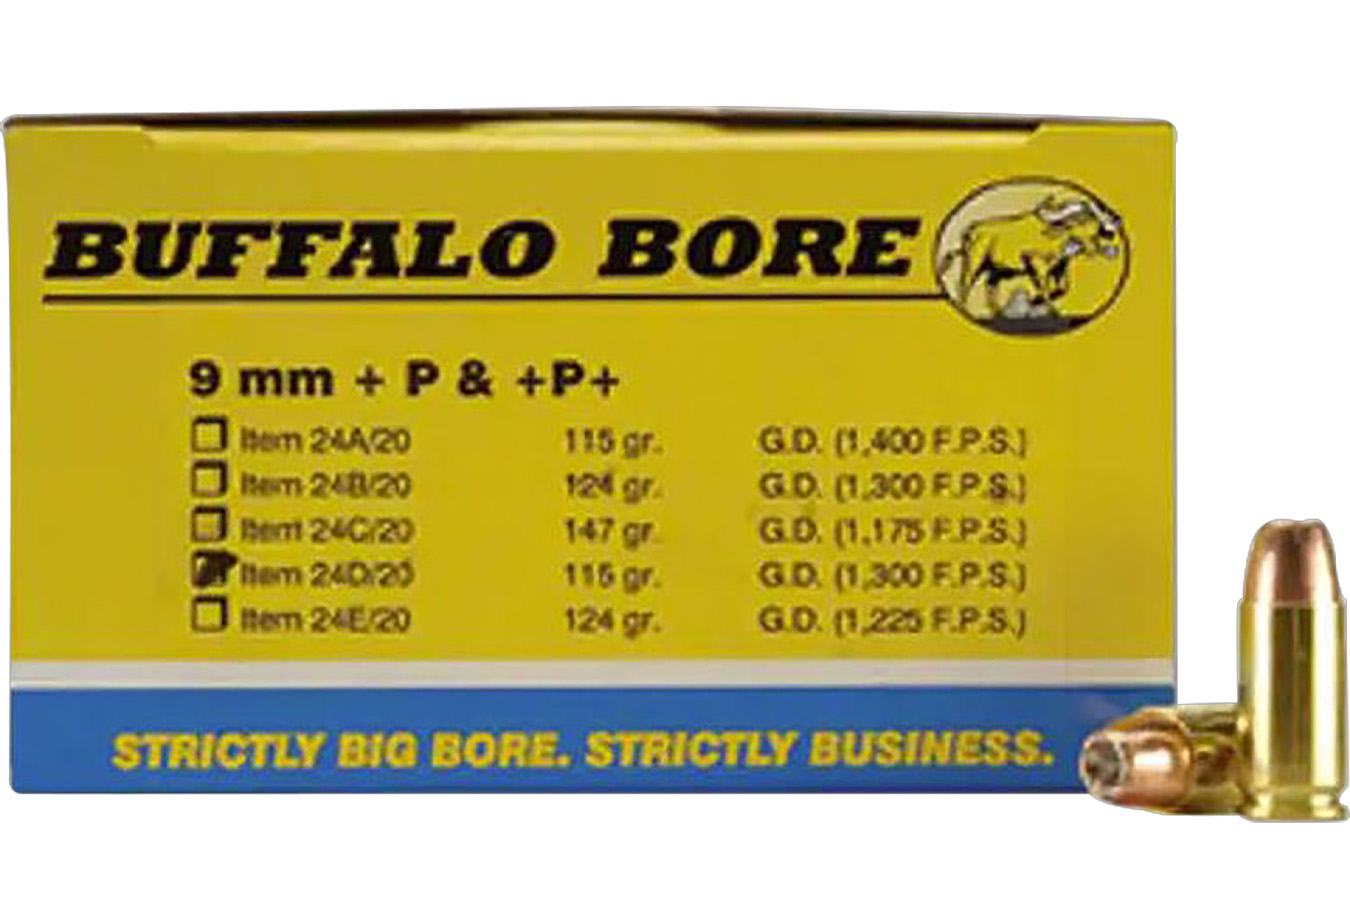 BUFFALO BORE
9 mm + P & +P+
Item 24A/20 115 gr. G.D. (1,400 F.P.S.)
Item 24B/20 124 gr. G.D. (1,300 F.P.S.)
Item 24C/20 147 gr. G.D. (1,175 F.P.S.)
Item 24D/20 115 gr. G.D. (1,300 F.P.S.)
Item 24E/20 124 gr. G.D. (1,225 F.P.S.)
STRICTLY BIG BORE. STRICTLY BUSINESS.